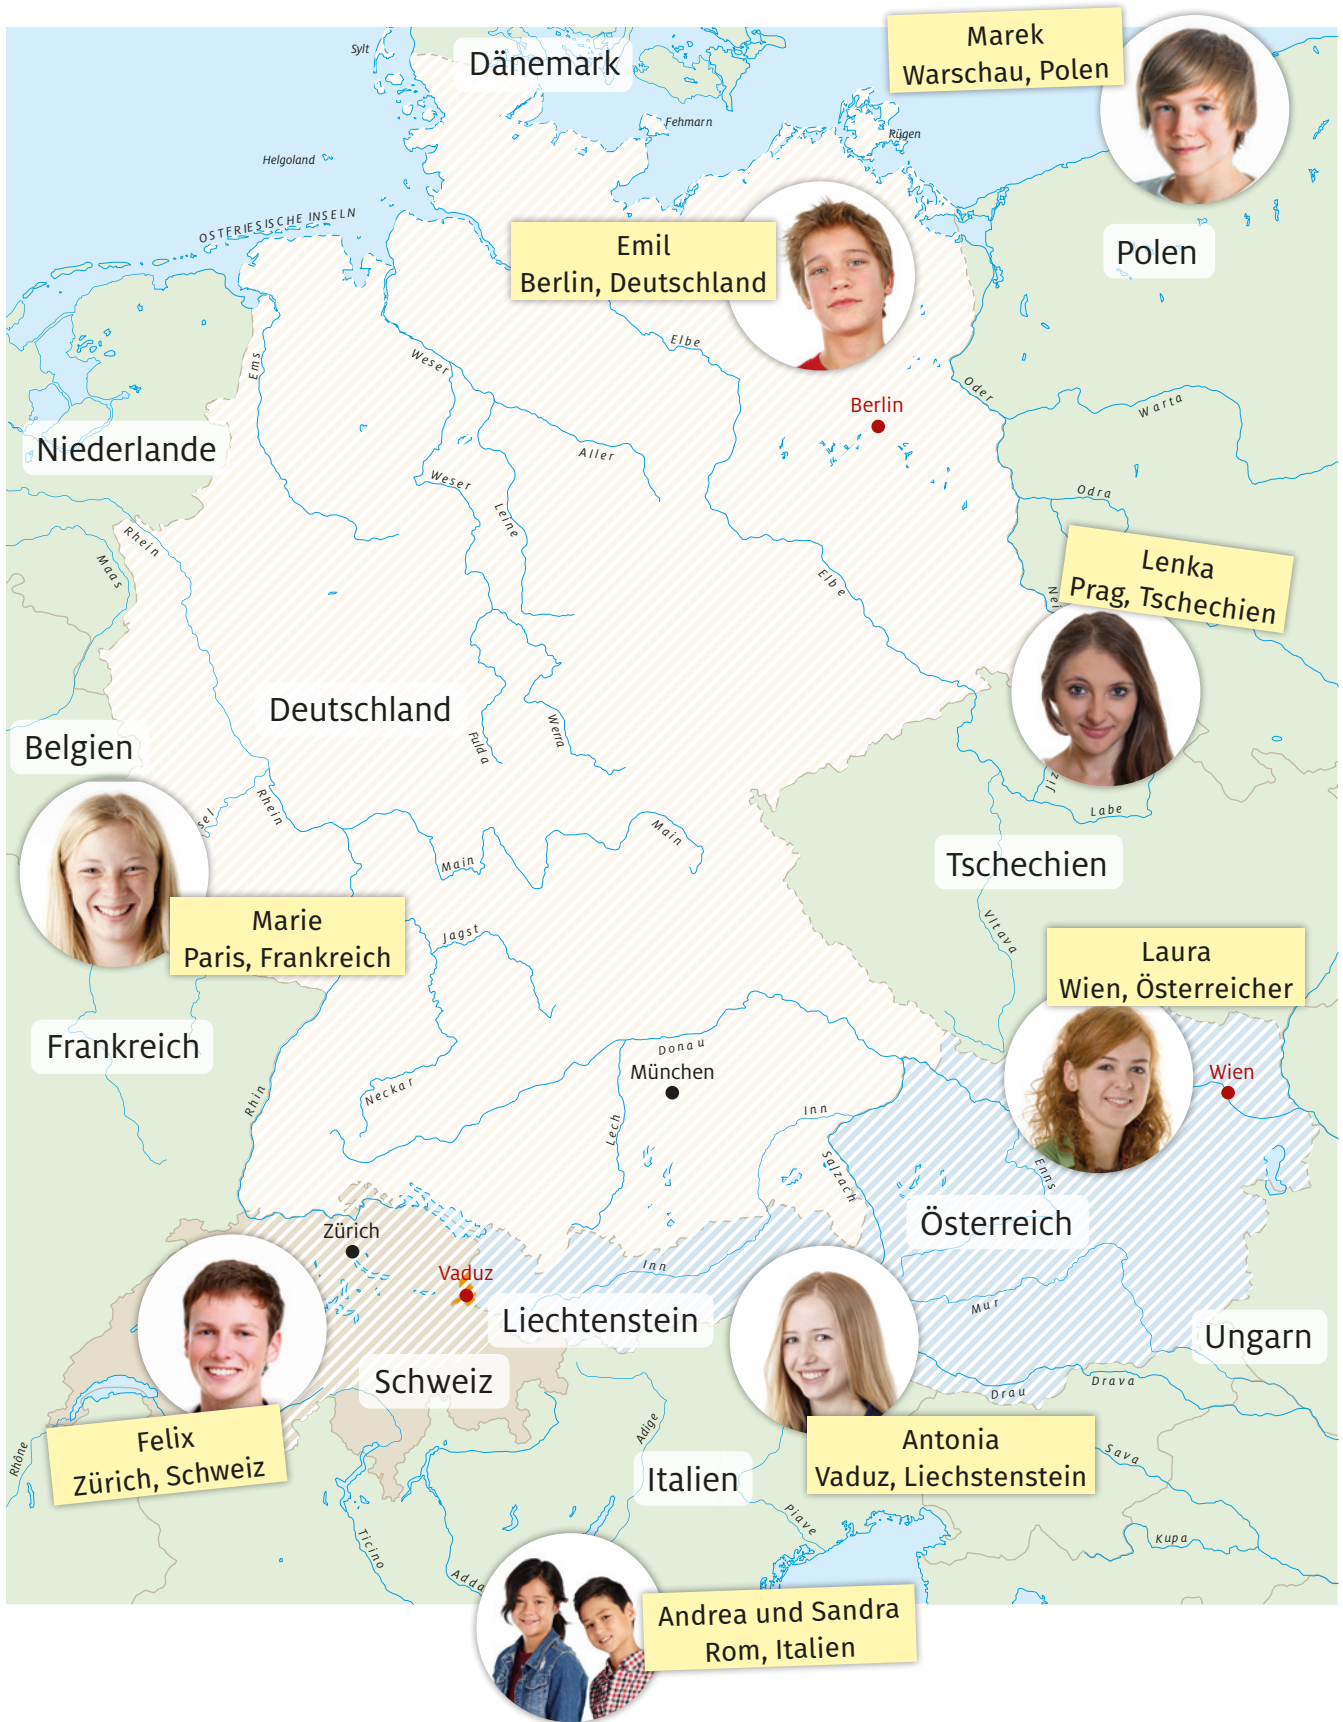 Marek
Warschau, Polen
Sylt
Dänemark
Fehmarn
Rügen
Helgoland
OSTFRIESISCHE INSELN
Emil
Berlin, Deutschland
Polen
Elbe
Weser
Ems
Oder
Berlin
Warta
Niederlande
Aller
Weser
Odra
Leine
Rhein
Maas
Lenka
Prag, Tschechien
Elbe
Deutschland
Werra
Fulda
Belgien
Rhein
Labe
Main
Main
Tschechien
Marie
Paris, Frankreich
Jagst
Vltava
Laura
Wien, Österreicher
Frankreich
Donau
München
Wien
Neckar
Rhin
Lech
Inn
Salzach
Enns
Zürich
Österreich
Vaduz
Inn
Mur
Liechtenstein
Ungarn
Schweiz
Drau
Drava
Felix
Zürich, Schweiz
Rhône
Adige
Antonia
Vaduz, Liechstenstein
Sava
Italien
Piave
Kupa
Ticino
Adda
Andrea und Sandra
Rom, Italien